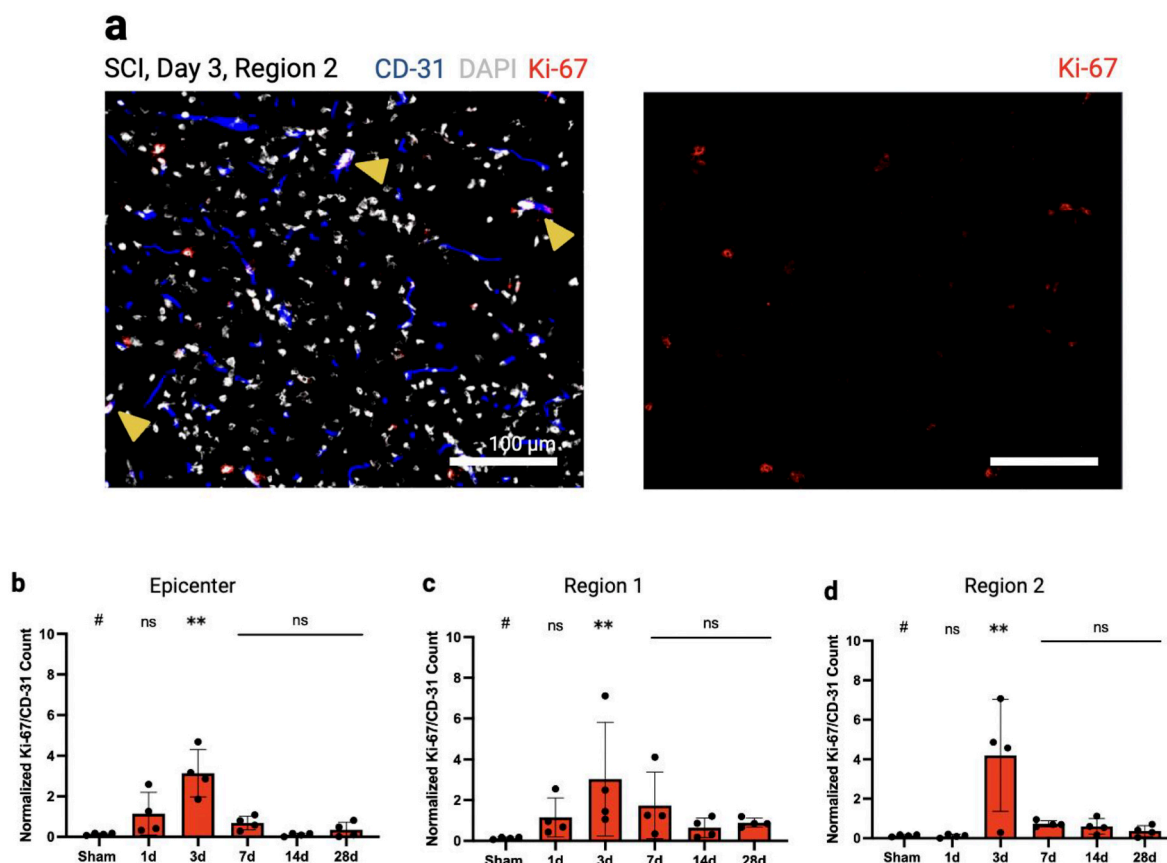 a
SCI, Day 3, Region 2 CD-31 DAPI Ki-67
Ki-67
100 µm
b Epicenter
# ns ** ns
Normalized Ki-67/CD-31 Count
10
8
6
4
2
0
Sham 1d 3d 7d 14d 28d
c Region 1
# ns ** ns
Normalized Ki-67/CD-31 Count
10
8
6
4
2
0
Sham 1d 3d 7d 14d 28d
d Region 2
# ns ** ns
Normalized Ki-67/CD-31 Count
10
8
6
4
2
0
Sham 1d 3d 7d 14d 28d